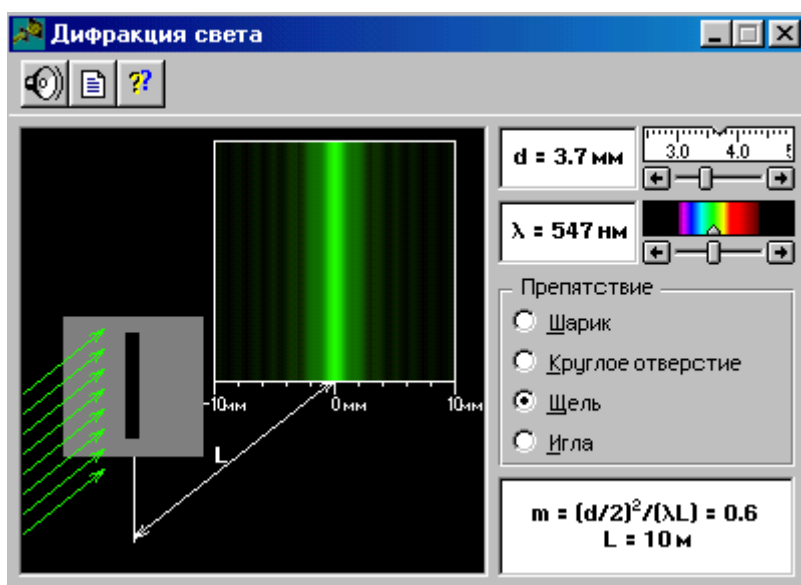 Дифракция света
d = 3.7 мм
3.0 4.0 5
λ = 547 нм
Препятствие
Шарик
Круглое отверстие
Щель
Игла
-10мм 0мм 10мм
L
m = (d/2)²/(λL) = 0.6
L = 10 м